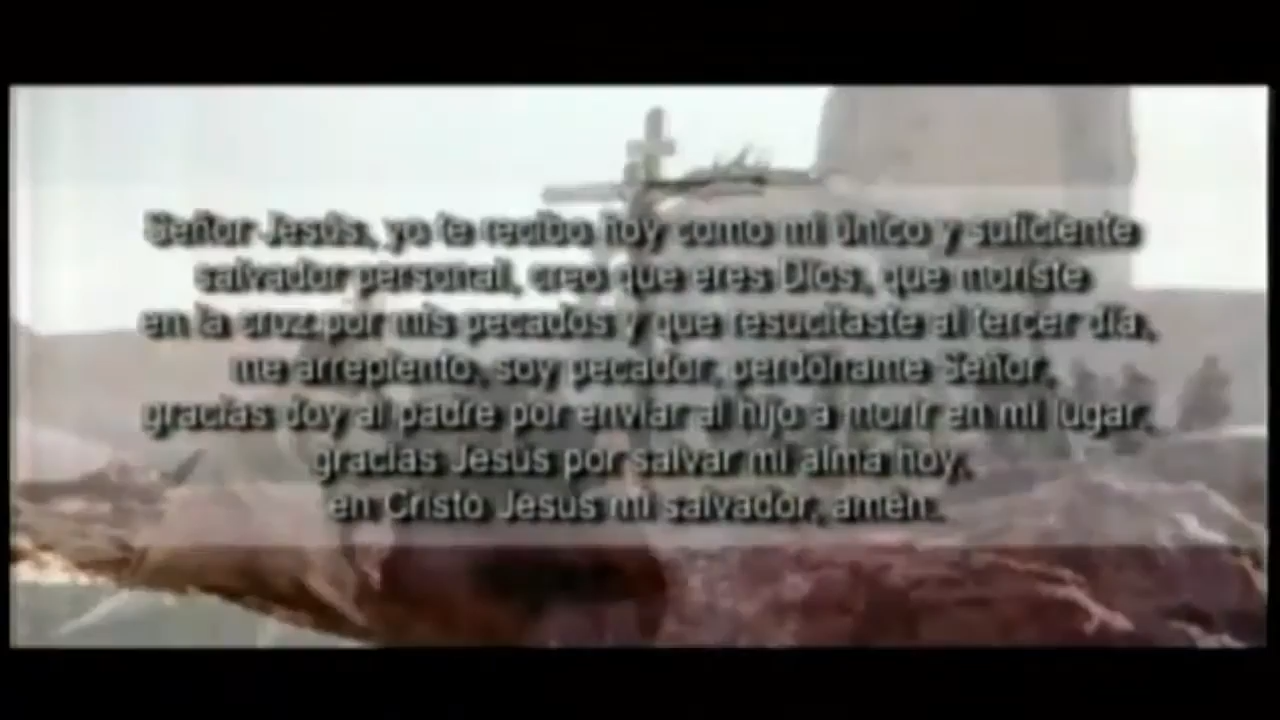 Señor Jesús, yo te recibo hoy como mi único y suficiente
salvador personal, creo que eres Dios, que moriste
en la cruz por mis pecados y que resucitaste al tercer día,
me arrepiento, soy pecador, perdóname Señor,
gracias doy al padre por enviar al hijo a morir en mi lugar,
gracias Jesús por salvar mi alma hoy,
en Cristo Jesús mi salvador, amén.